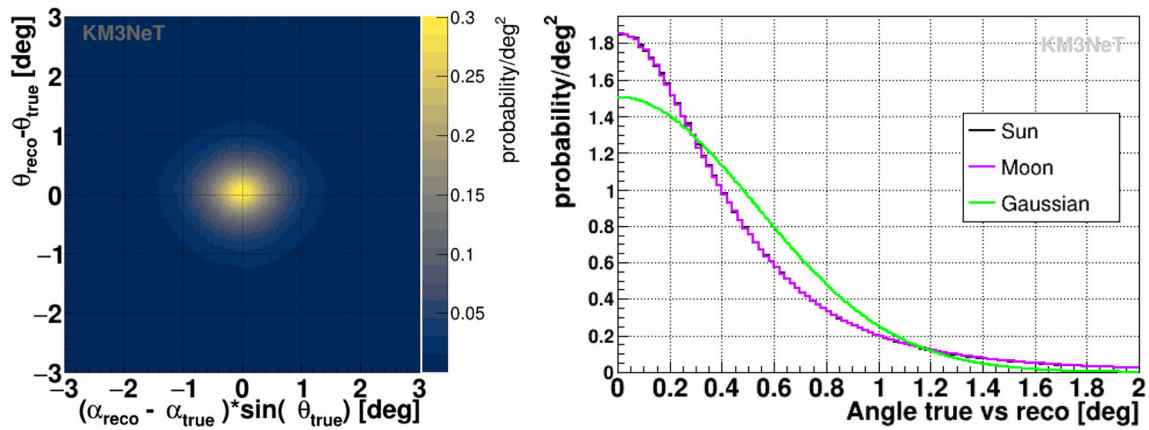 KM3NeT
3
2
1
0
−1
−2
−3
θreco-θtrue [deg]
−3 −2 −1 0 1 2 3
(αreco - αtrue )*sin( θtrue) [deg]
0.3
0.25
0.2
0.15
0.1
0.05
probability/deg2
KM3NeT
1.8
1.6
1.4
1.2
1
0.8
0.6
0.4
0.2
0
probability/deg2
Sun
Moon
Gaussian
0 0.2 0.4 0.6 0.8 1 1.2 1.4 1.6 1.8 2
Angle true vs reco [deg]